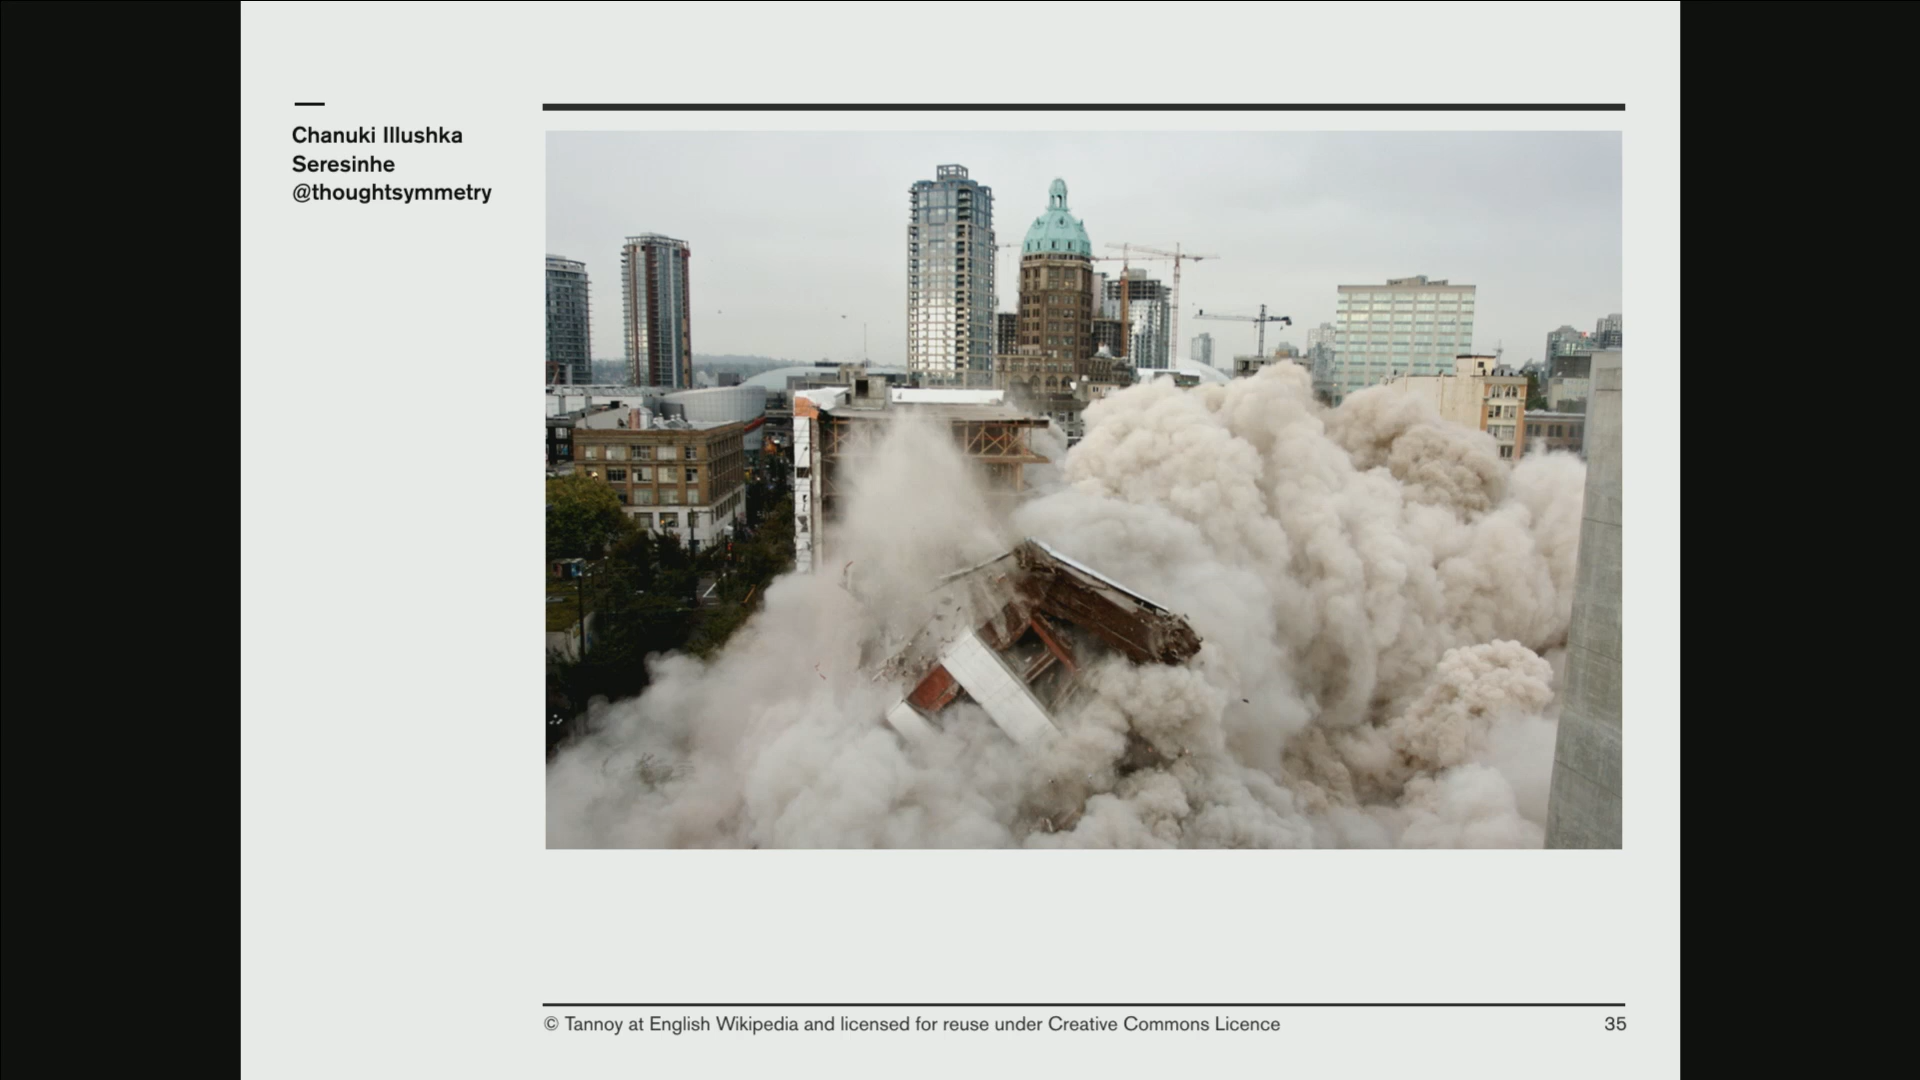 Chanuki Illushka
Seresinhe
@thoughtsymmetry
© Tannoy at English Wikipedia and licensed for reuse under Creative Commons Licence
35